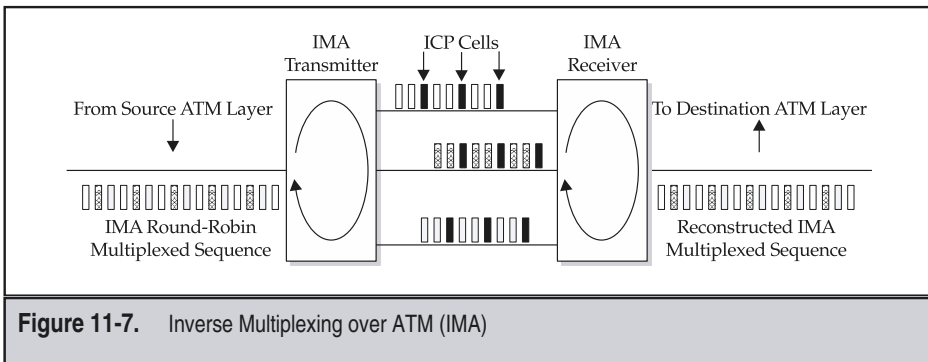 IMA
Transmitter
ICP Cells
IMA
Receiver
From Source ATM Layer
To Destination ATM Layer
IMA Round-Robin
Multiplexed Sequence
Reconstructed IMA
Multiplexed Sequence
Figure 11-7. Inverse Multiplexing over ATM (IMA)